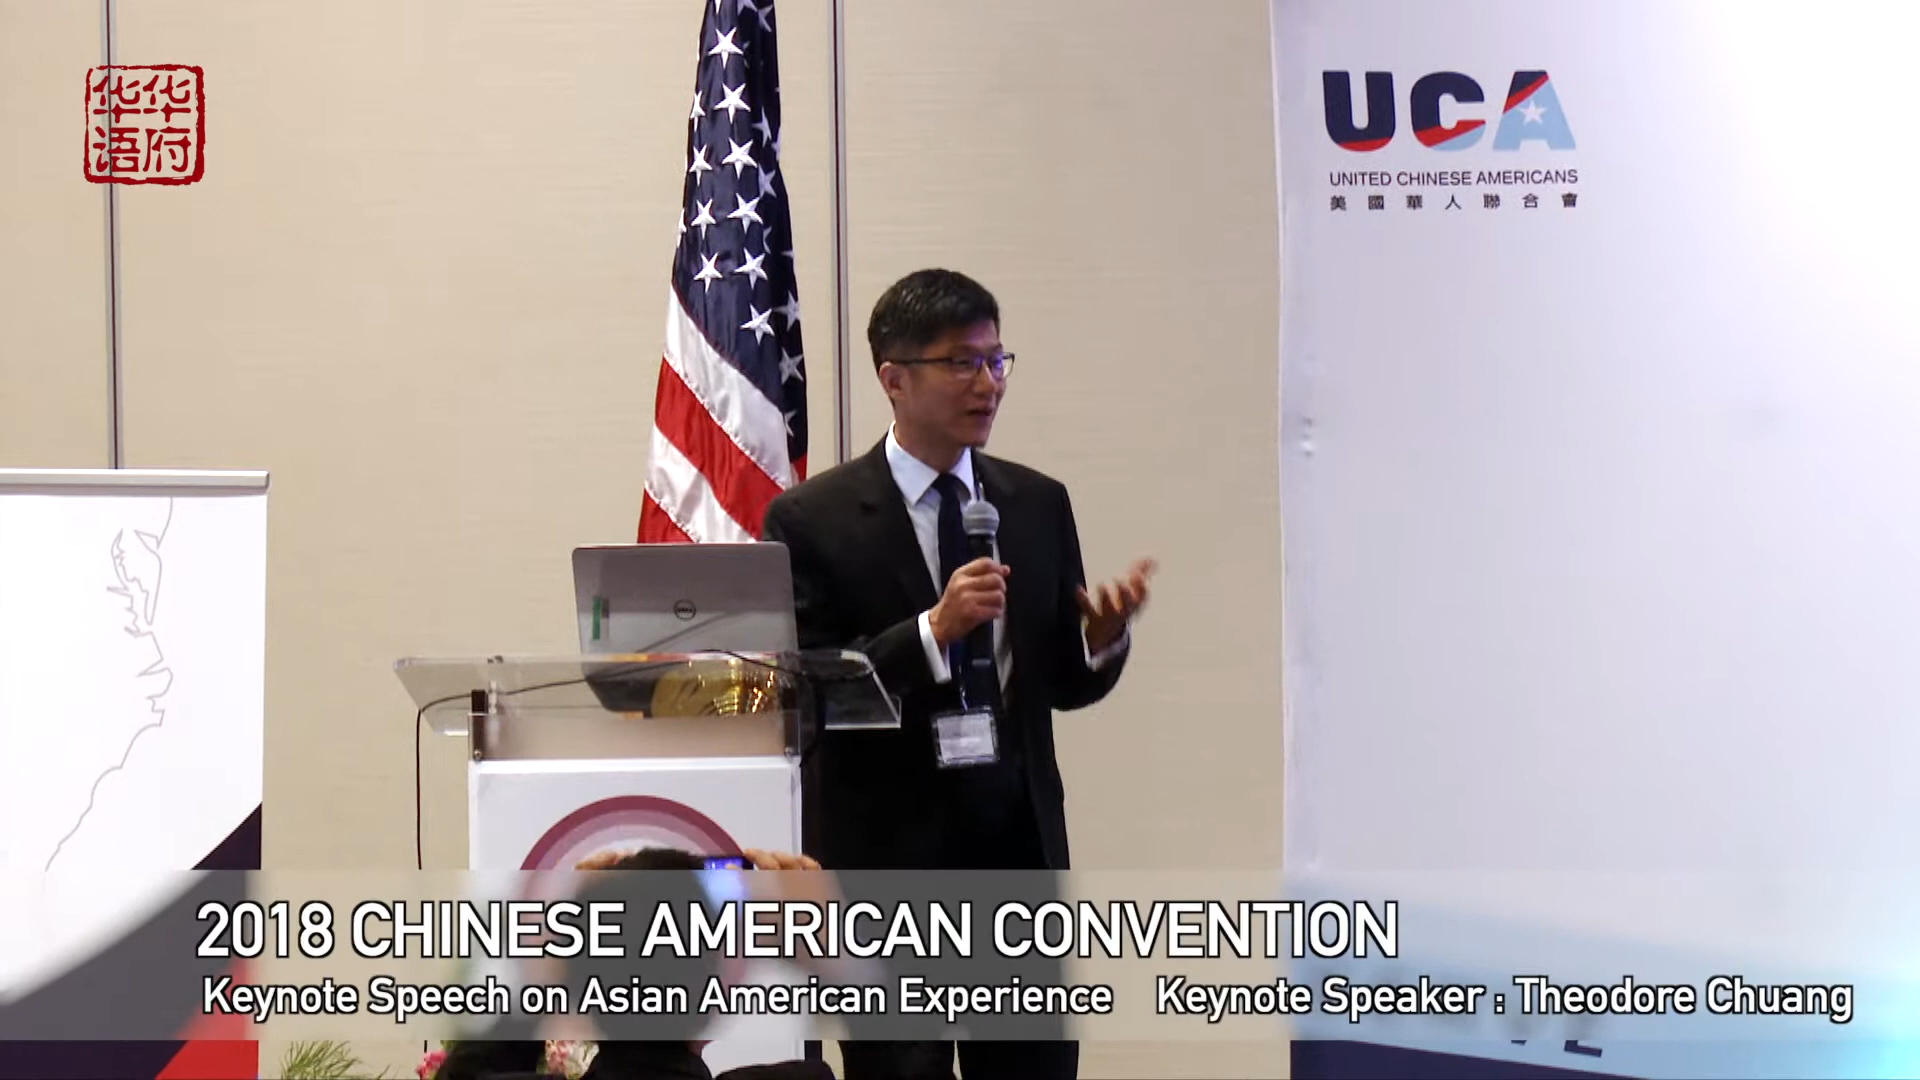 华华
语府
UCA
UNITED CHINESE AMERICANS
美國華人聯合會
DELL
2018 CHINESE AMERICAN CONVENTION
Keynote Speech on Asian American Experience Keynote Speaker : Theodore Chuang